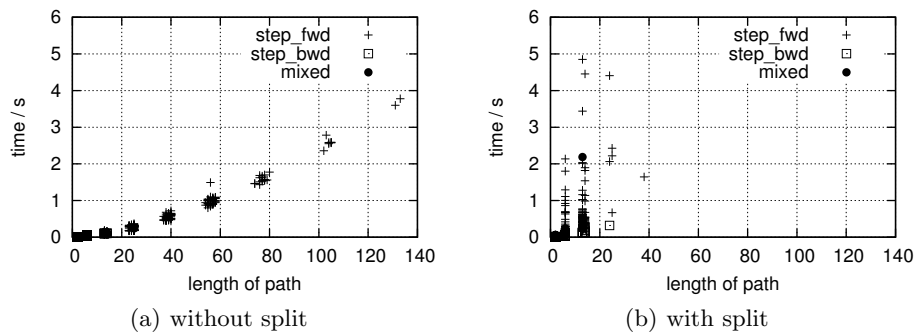 6
5
4
3
2
1
0
time / s
0 20 40 60 80 100 120 140
length of path
step_fwd
step_bwd
mixed
(a) without split
6
5
4
3
2
1
0
time / s
0 20 40 60 80 100 120 140
length of path
step_fwd
step_bwd
mixed
(b) with split